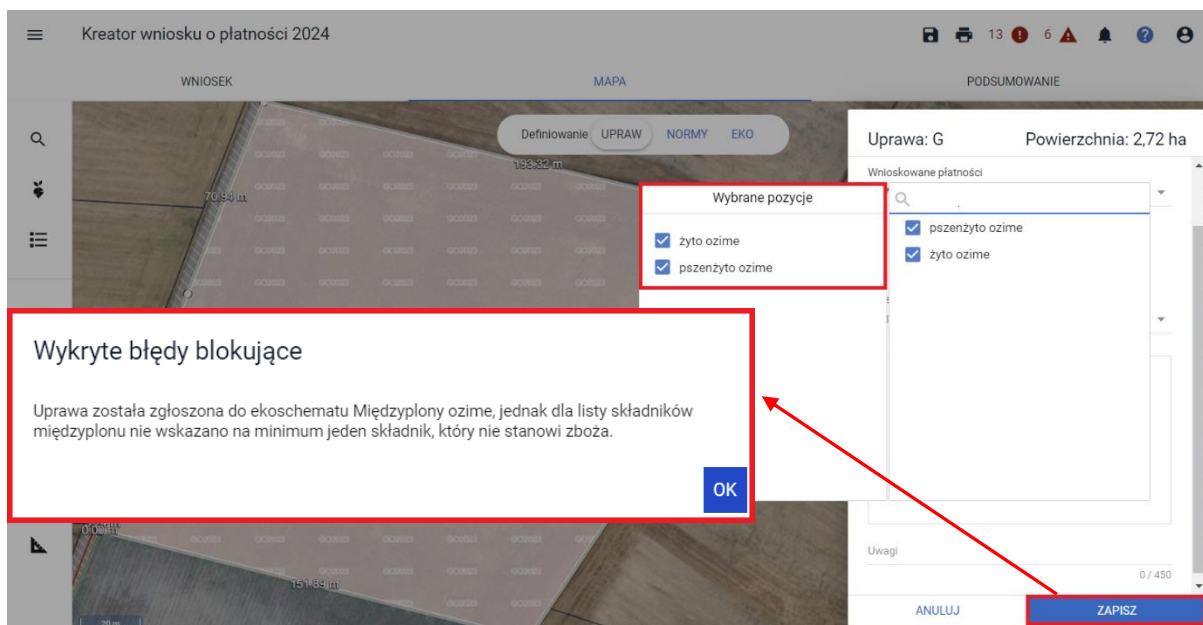 Kreator wniosku o płatności 2024
13
6
WNIOSEK
MAPA
PODSUMOWANIE
Definiowanie UPRAW NORMY EKO
193.32 m
70.94 m
Uprawa: G
Powierzchnia: 2,72 ha
Wnioskowane płatności
Wybrane pozycje
żyto ozime
pszenżyto ozime
pszenżyto ozime
żyto ozime
Wykryte błędy blokujące
Uprawa została zgłoszona do ekoschematu Międzyplony ozime, jednak dla listy składników
międzyplonu nie wskazano na minimum jeden składnik, który nie stanowi zboża.
OK
151.89 m
20 m
Uwagi
0 / 450
ANULUJ
ZAPISZ